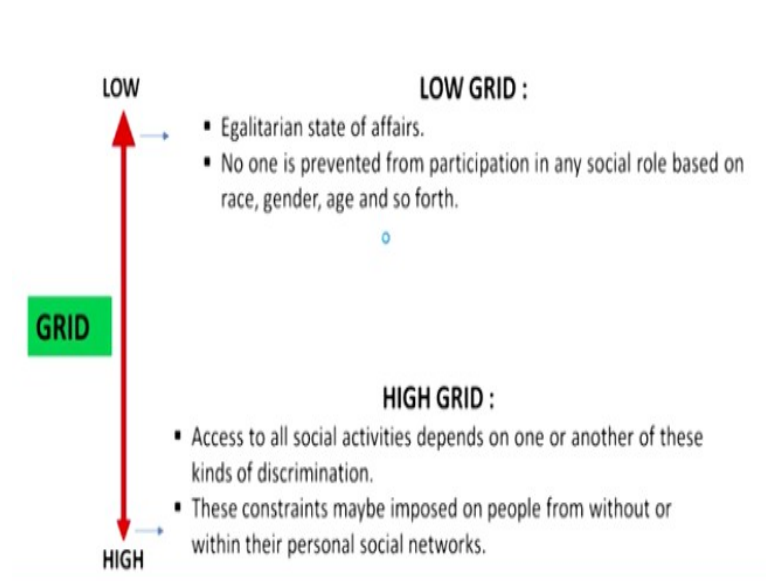 LOW
LOW GRID :
▪ Egalitarian state of affairs.
▪ No one is prevented from participation in any social role based on
race, gender, age and so forth.
GRID
HIGH GRID :
▪ Access to all social activities depends on one or another of these
kinds of discrimination.
▪ These constraints maybe imposed on people from without or
within their personal social networks.
HIGH